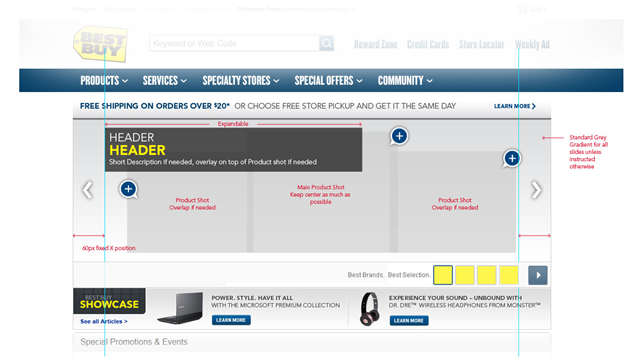 Cart
BEST
BUY
Keyword or Web Code
Reward Zone Credit Cards Store Locator Weekly Ad
PRODUCTS SERVICES SPECIALTY STORES SPECIAL OFFERS COMMUNITY
FREE SHIPPING ON ORDERS OVER $20* OR CHOOSE FREE STORE PICKUP AND GET IT THE SAME DAY
LEARN MORE
Expandable
HEADER
HEADER
Short Description if needed, overlay on top of Product shot if needed
Standard Grey
Gradient for all
slides unless
instructed
otherwise
Product Shot
Overlap if needed
Main Product Shot
Keep center as much as
possible
Product Shot
Overlap if needed
60px fixed X position
Best Brands. Best Selection.
BEST BUY
SHOWCASE
See all Articles >
POWER. STYLE. HAVE IT ALL
WITH THE MICROSOFT PREMIUM COLLECTION
LEARN MORE
EXPERIENCE YOUR SOUND – UNBOUND WITH
DR. DRE™ WIRELESS HEADPHONES FROM MONSTER™
LEARN MORE
Special Promotions & Events